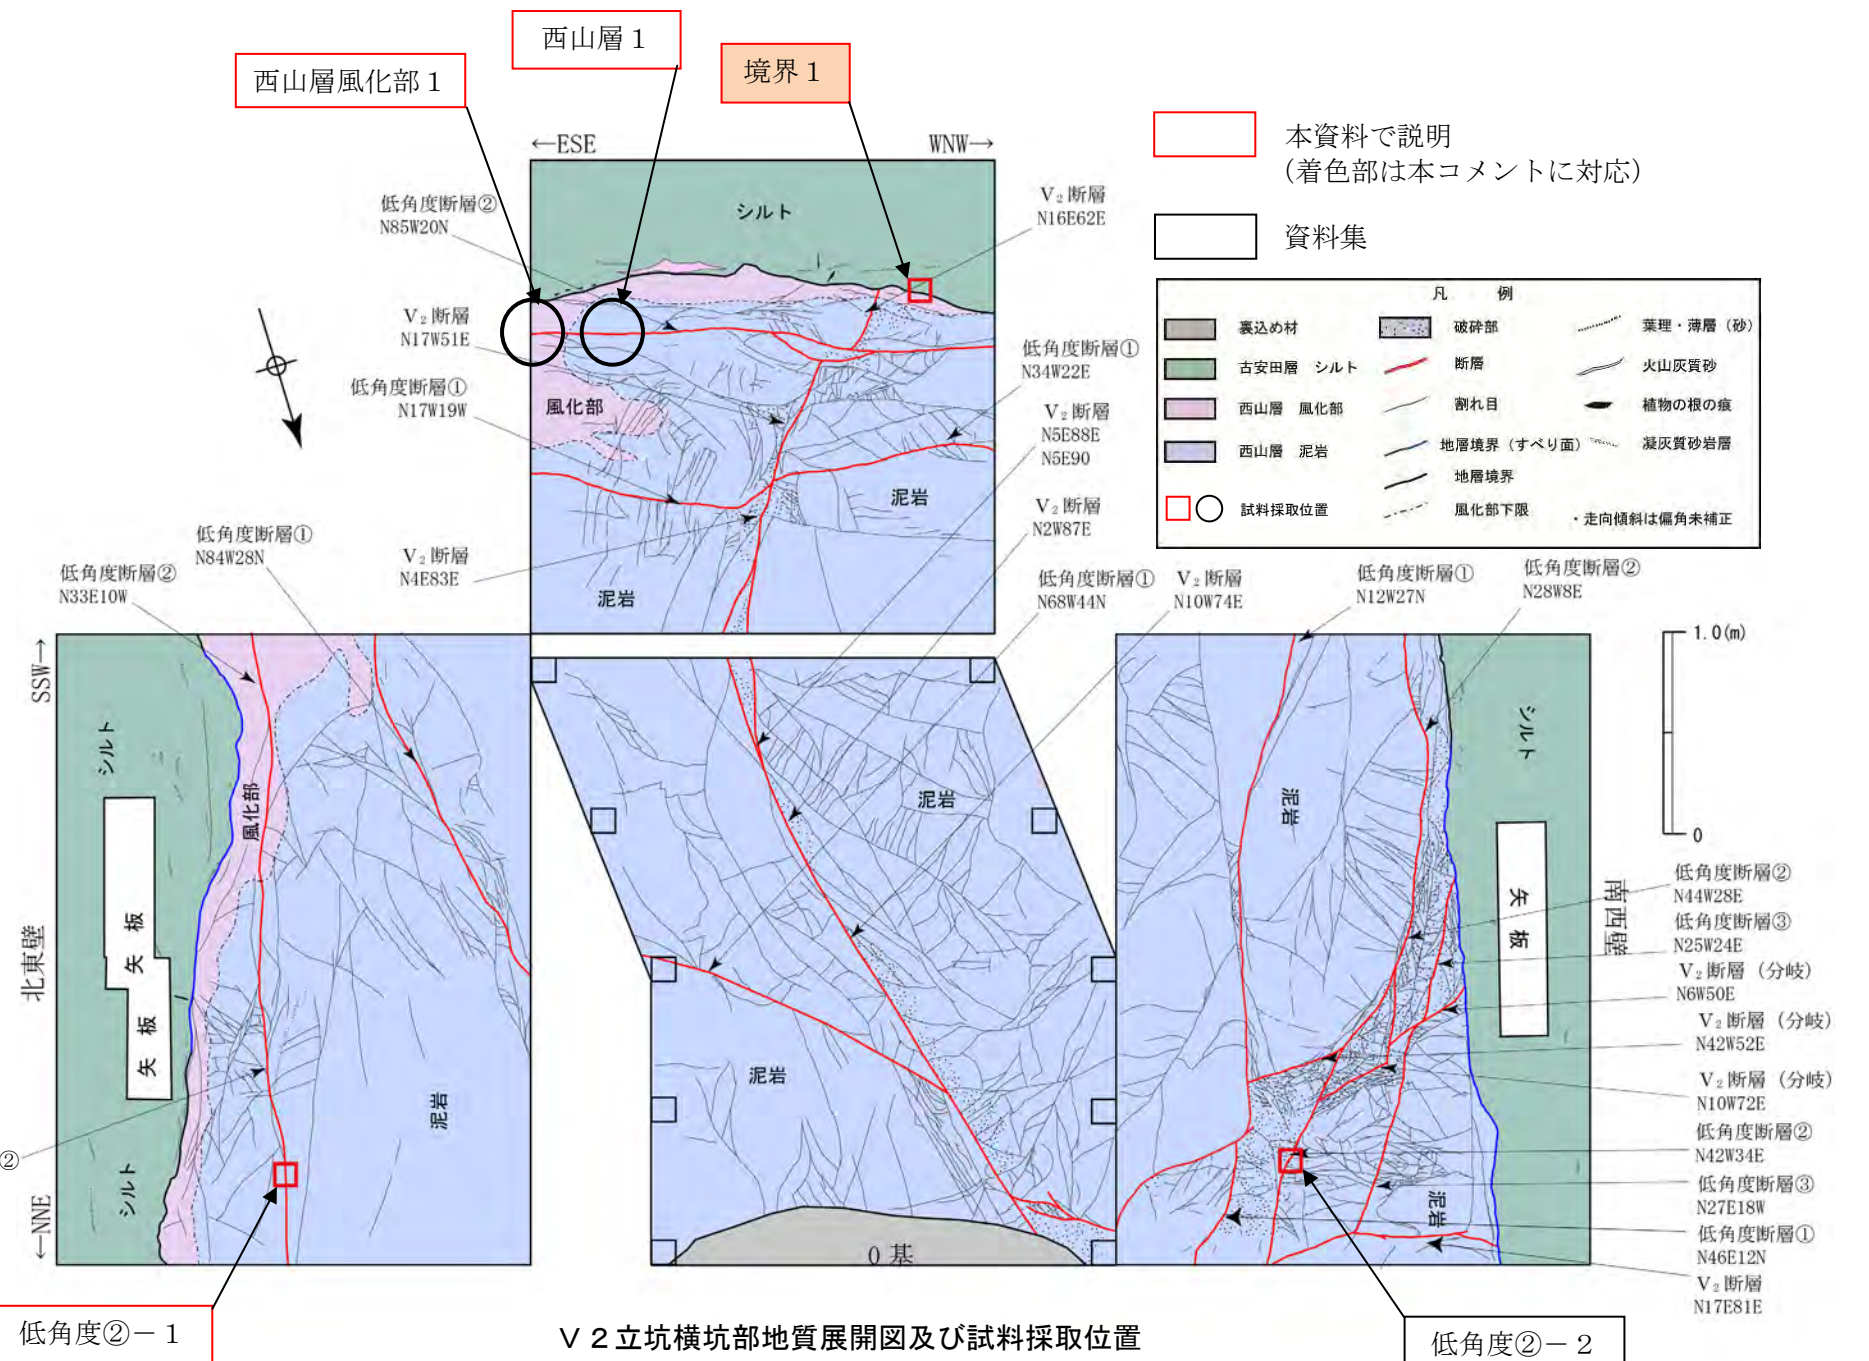 西山層１
西山層風化部１
境界１
本資料で説明
(着色部は本コメントに対応)
資料集
←ESE
WNW→
シルト
低角度断層②
N85W20N
V₂断層
N16E62E
V₂断層
N17W51E
低角度断層①
N17W19W
風化部
低角度断層①
N34W22E
V₂断層
N5E88E
N5E90
泥岩
V₂断層
N2W87E
V₂断層
N4E83E
泥岩
凡　例
裏込め材
古安田層　シルト
西山層　風化部
西山層　泥岩
試料採取位置
破砕部
断層
割れ目
地層境界（すべり面）
地層境界
風化部下限
葉理・薄層（砂）
火山灰質砂
植物の根の痕
凝灰質砂岩層
・走向傾斜は偏角未補正
低角度断層①
N84W28N
低角度断層②
N33E10W
低角度断層①
N68W44N
V₂断層
N10W74E
低角度断層①
N12W27N
低角度断層②
N28W8E
1.0(m)
0
SSW→
北東壁
←NNE
シルト
風化部
矢板
矢板
シルト
泥岩
②
泥岩
泥岩
0基
泥岩
シルト
矢板
南西壁
泥岩
低角度断層②
N44W28E
低角度断層③
N25W24E
V₂断層（分岐）
N6W50E
V₂断層（分岐）
N42W52E
V₂断層（分岐）
N10W72E
低角度断層②
N42W34E
低角度断層③
N27E18W
低角度断層①
N46E12N
V₂断層
N17E81E
低角度②－１
低角度②－２
Ｖ２立坑横坑部地質展開図及び試料採取位置